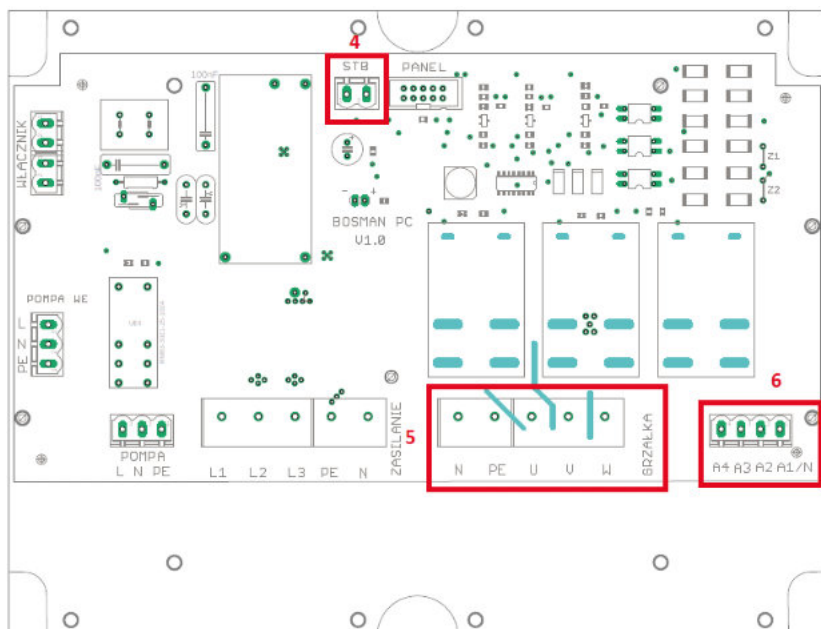 4
STB PANEL
100nF
WŁĄCZNIK
100nF
- +
BOSMAN PC
V1.0
Z1
Z2
POMPA WE
L
N
PE
POMPA
L N PE
L1 L2 L3 PE N
ZASILANIE
5
N PE U V W
GRZAŁKA
6
A4 A3 A2 A1/N